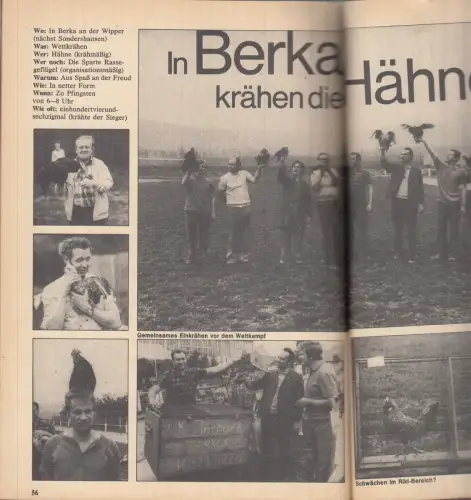 Wo: In Berka an der Wipper
(nächst Sondershausen)
Was: Wettkrähen
Wer: Hähne (krähmäßig)
Wer noch: Die Sparte Rasse-
geflügel (organisationsmäßig)
Warum: Aus Spaß an der Freud
Wie: In netter Form
Wann: Zu Pfingsten
von 6–8 Uhr
Wie oft: einhundertvierund-
sechzigmal (krähte der Sieger)
In Berka
krähen die Hähne
Gemeinsames Einkrähen vor dem Wettkampf
Schwächen im Kikl-Bereich?
56